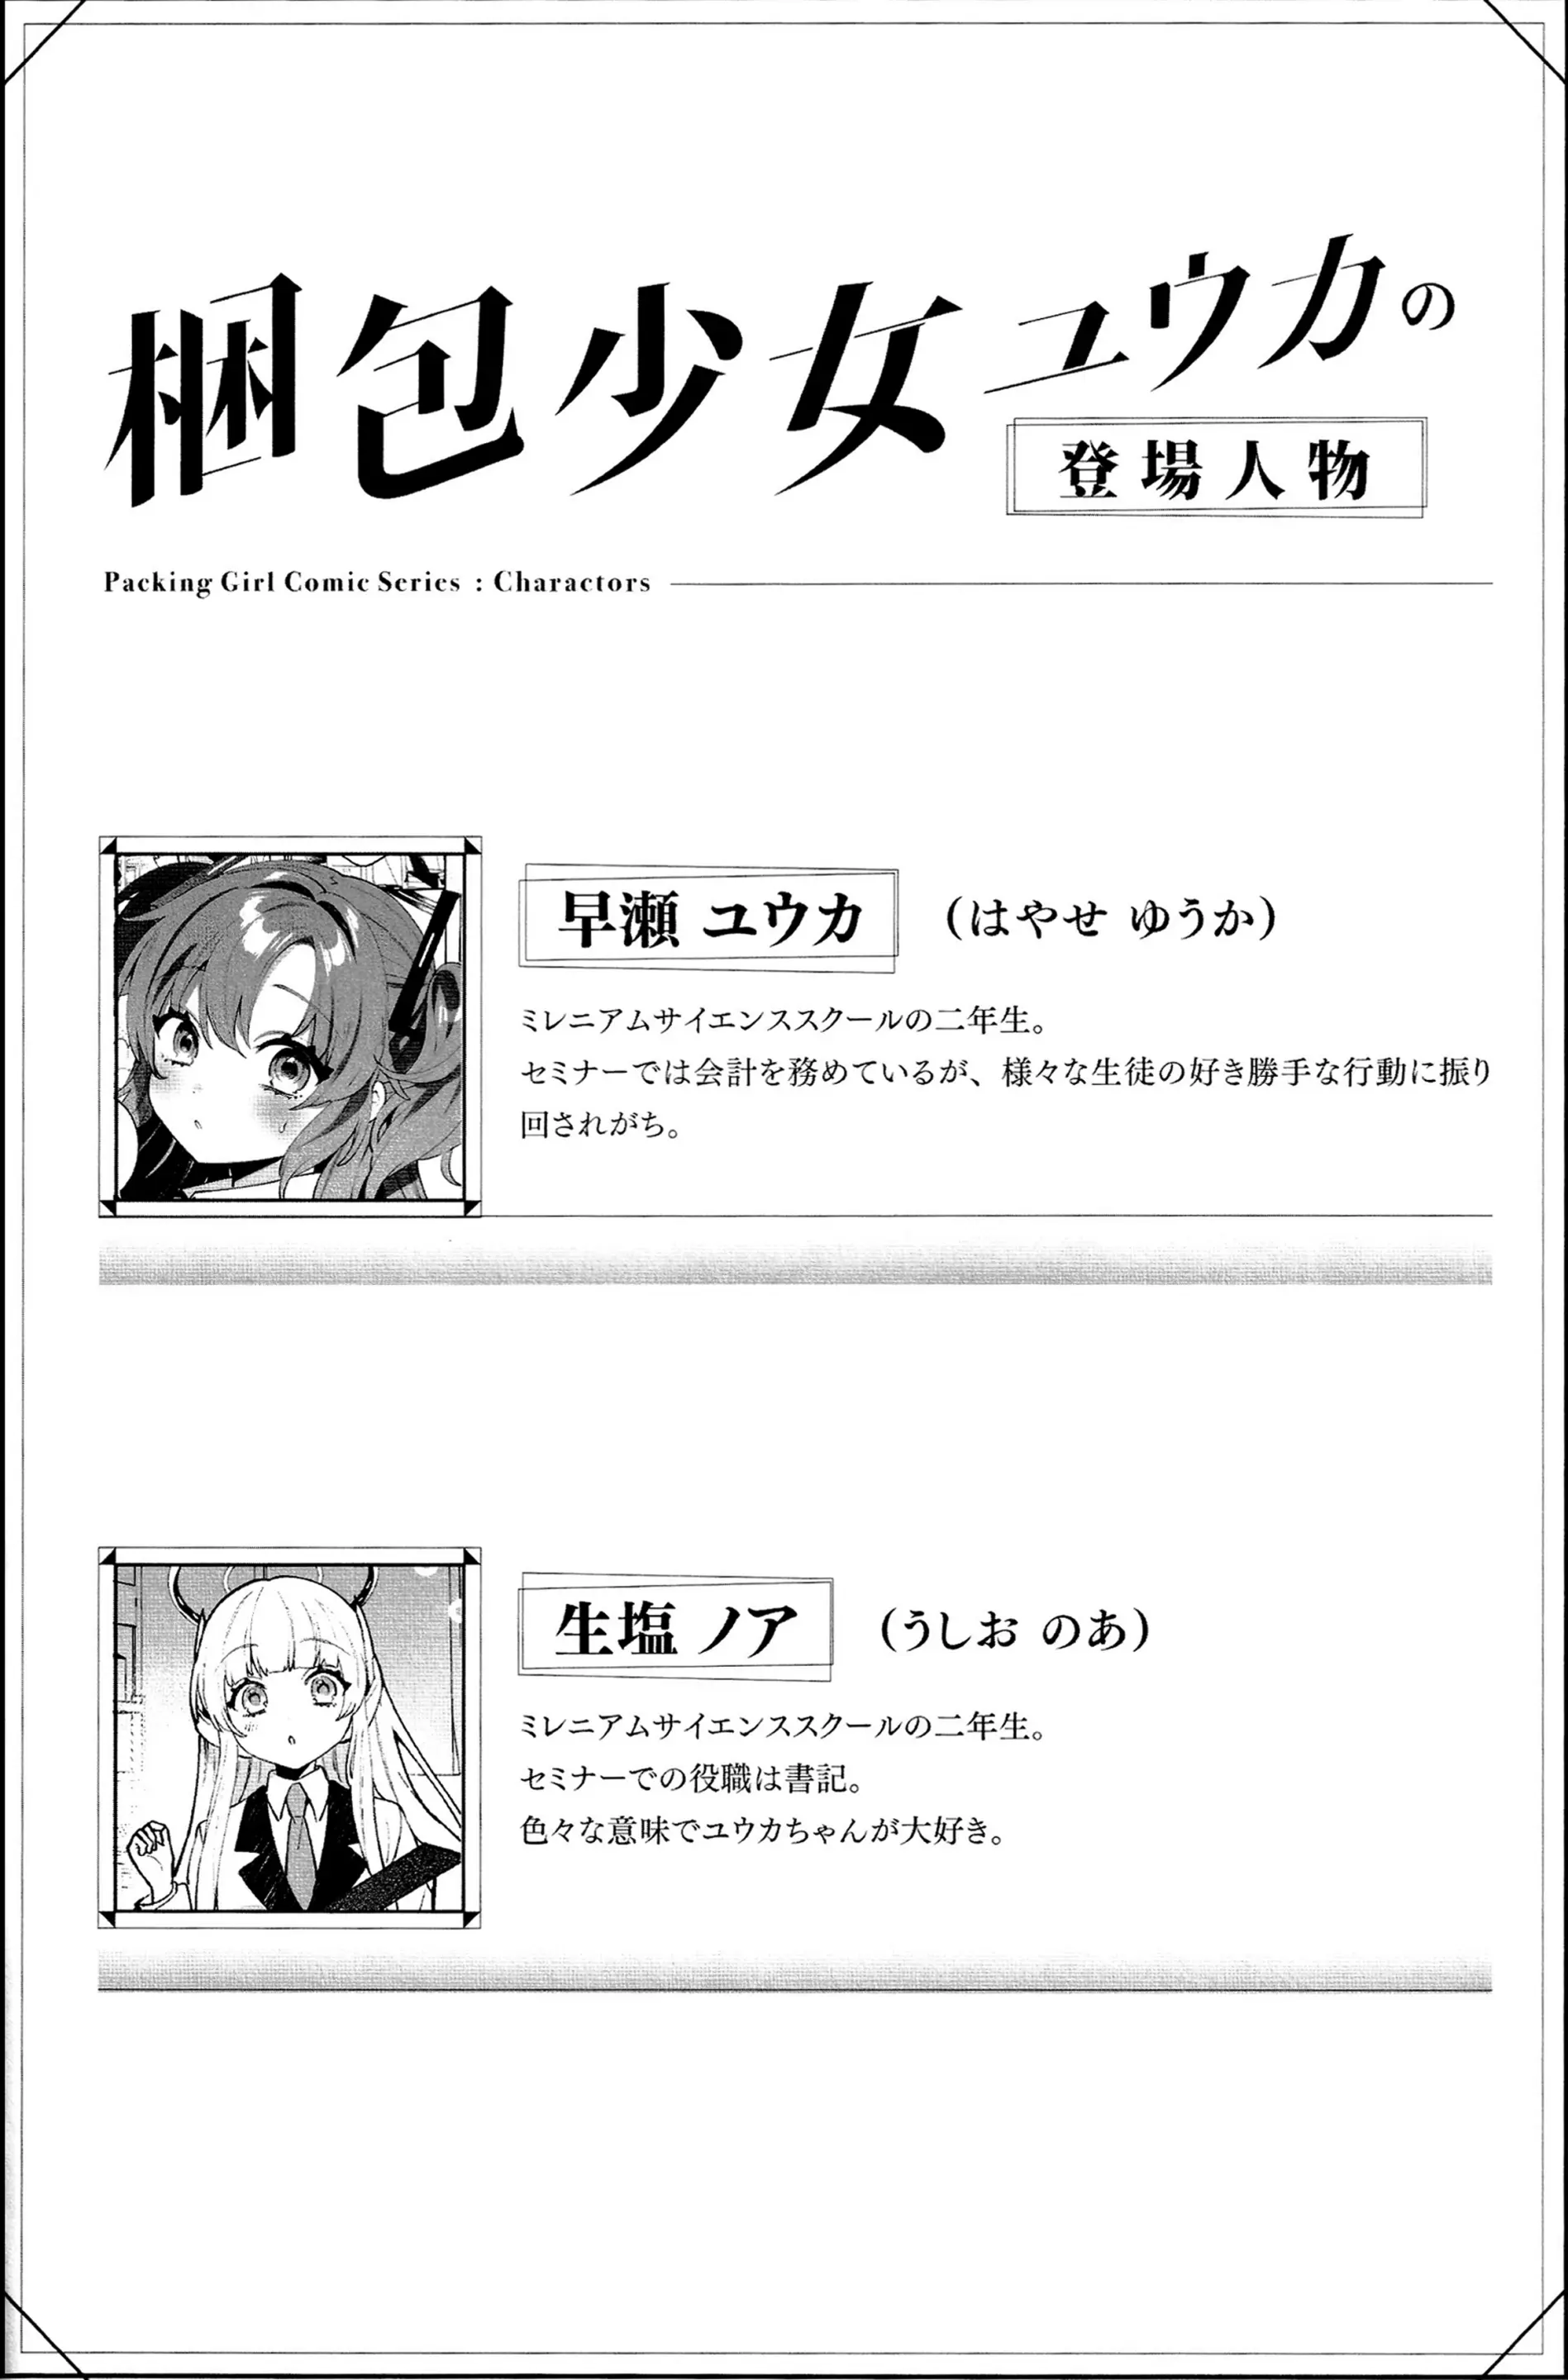 梱包少女ユウカの
登場人物
Packing Girl Comic Series : Charactors
早瀬 ユウカ (はやせ ゆうか)
ミレニアムサイエンススクールの二年生。
セミナーでは会計を務めているが、様々な生徒の好き勝手な行動に振り
回されがち。
生塩 ノア (うしお のあ)
ミレニアムサイエンススクールの二年生。
セミナーでの役職は書記。
色々な意味でユウカちゃんが大好き。